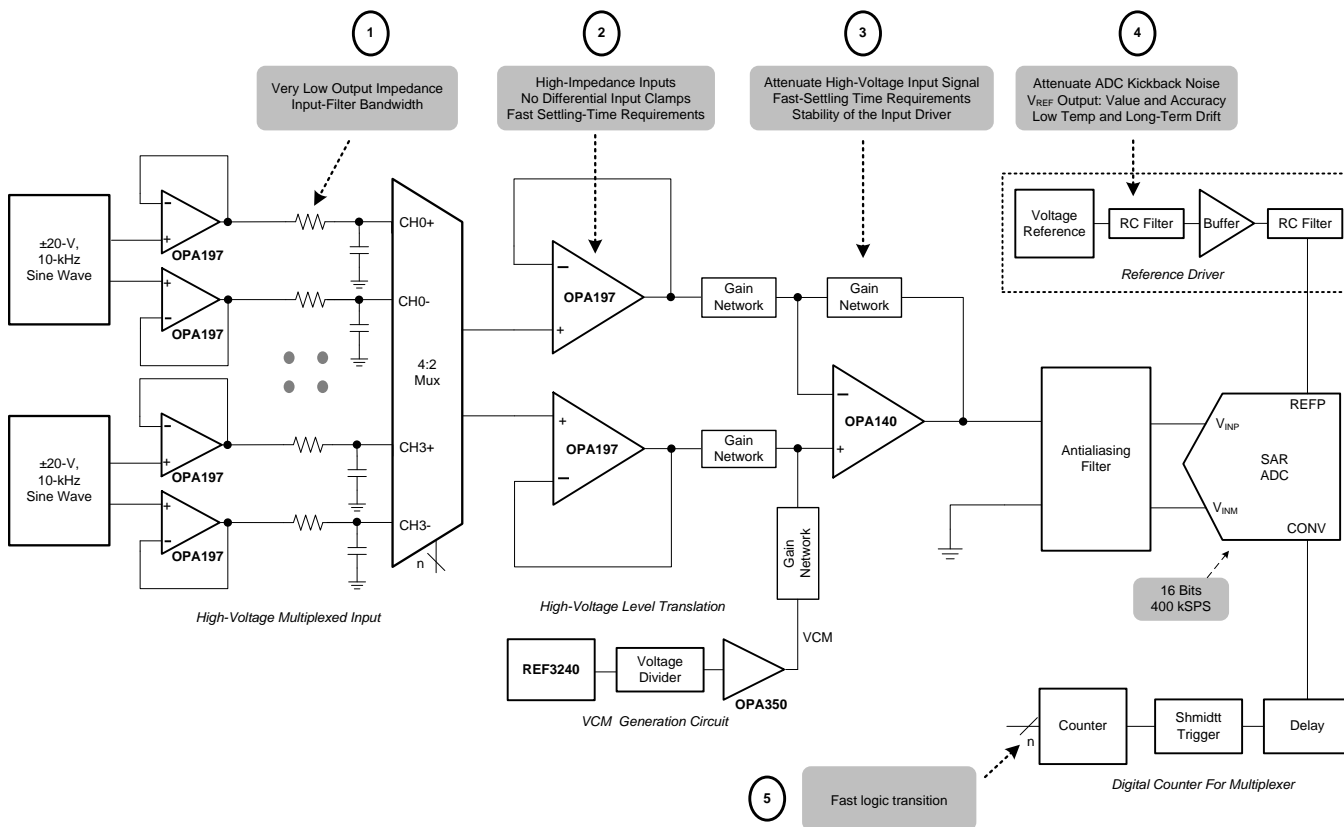 1
2
3
4
Very Low Output Impedance
Input-Filter Bandwidth
High-Impedance Inputs
No Differential Input Clamps
Fast Settling-Time Requirements
Attenuate High-Voltage Input Signal
Fast-Settling Time Requirements
Stability of the Input Driver
Attenuate ADC Kickback Noise
VREF Output: Value and Accuracy
Low Temp and Long-Term Drift
±20-V,
10-kHz
Sine Wave
−
+
OPA197
+
−
OPA197
CH0+
CH0-
4:2
Mux
±20-V,
10-kHz
Sine Wave
−
+
OPA197
+
−
OPA197
CH3+
CH3-
n
High-Voltage Multiplexed Input
−
OPA197
+
+
OPA197
−
High-Voltage Level Translation
Gain
Network
Gain
Network
Gain
Network
Gain
Network
−
OPA140
+
VCM
REF3240
Voltage
Divider
OPA350
VCM Generation Circuit
Voltage
Reference
RC Filter
Buffer
RC Filter
Reference Driver
Antialiasing
Filter
REFP
VINP
SAR
ADC
VINM
CONV
16 Bits
400 kSPS
n
Counter
Shmidtt
Trigger
Delay
Digital Counter For Multiplexer
5
Fast logic transition